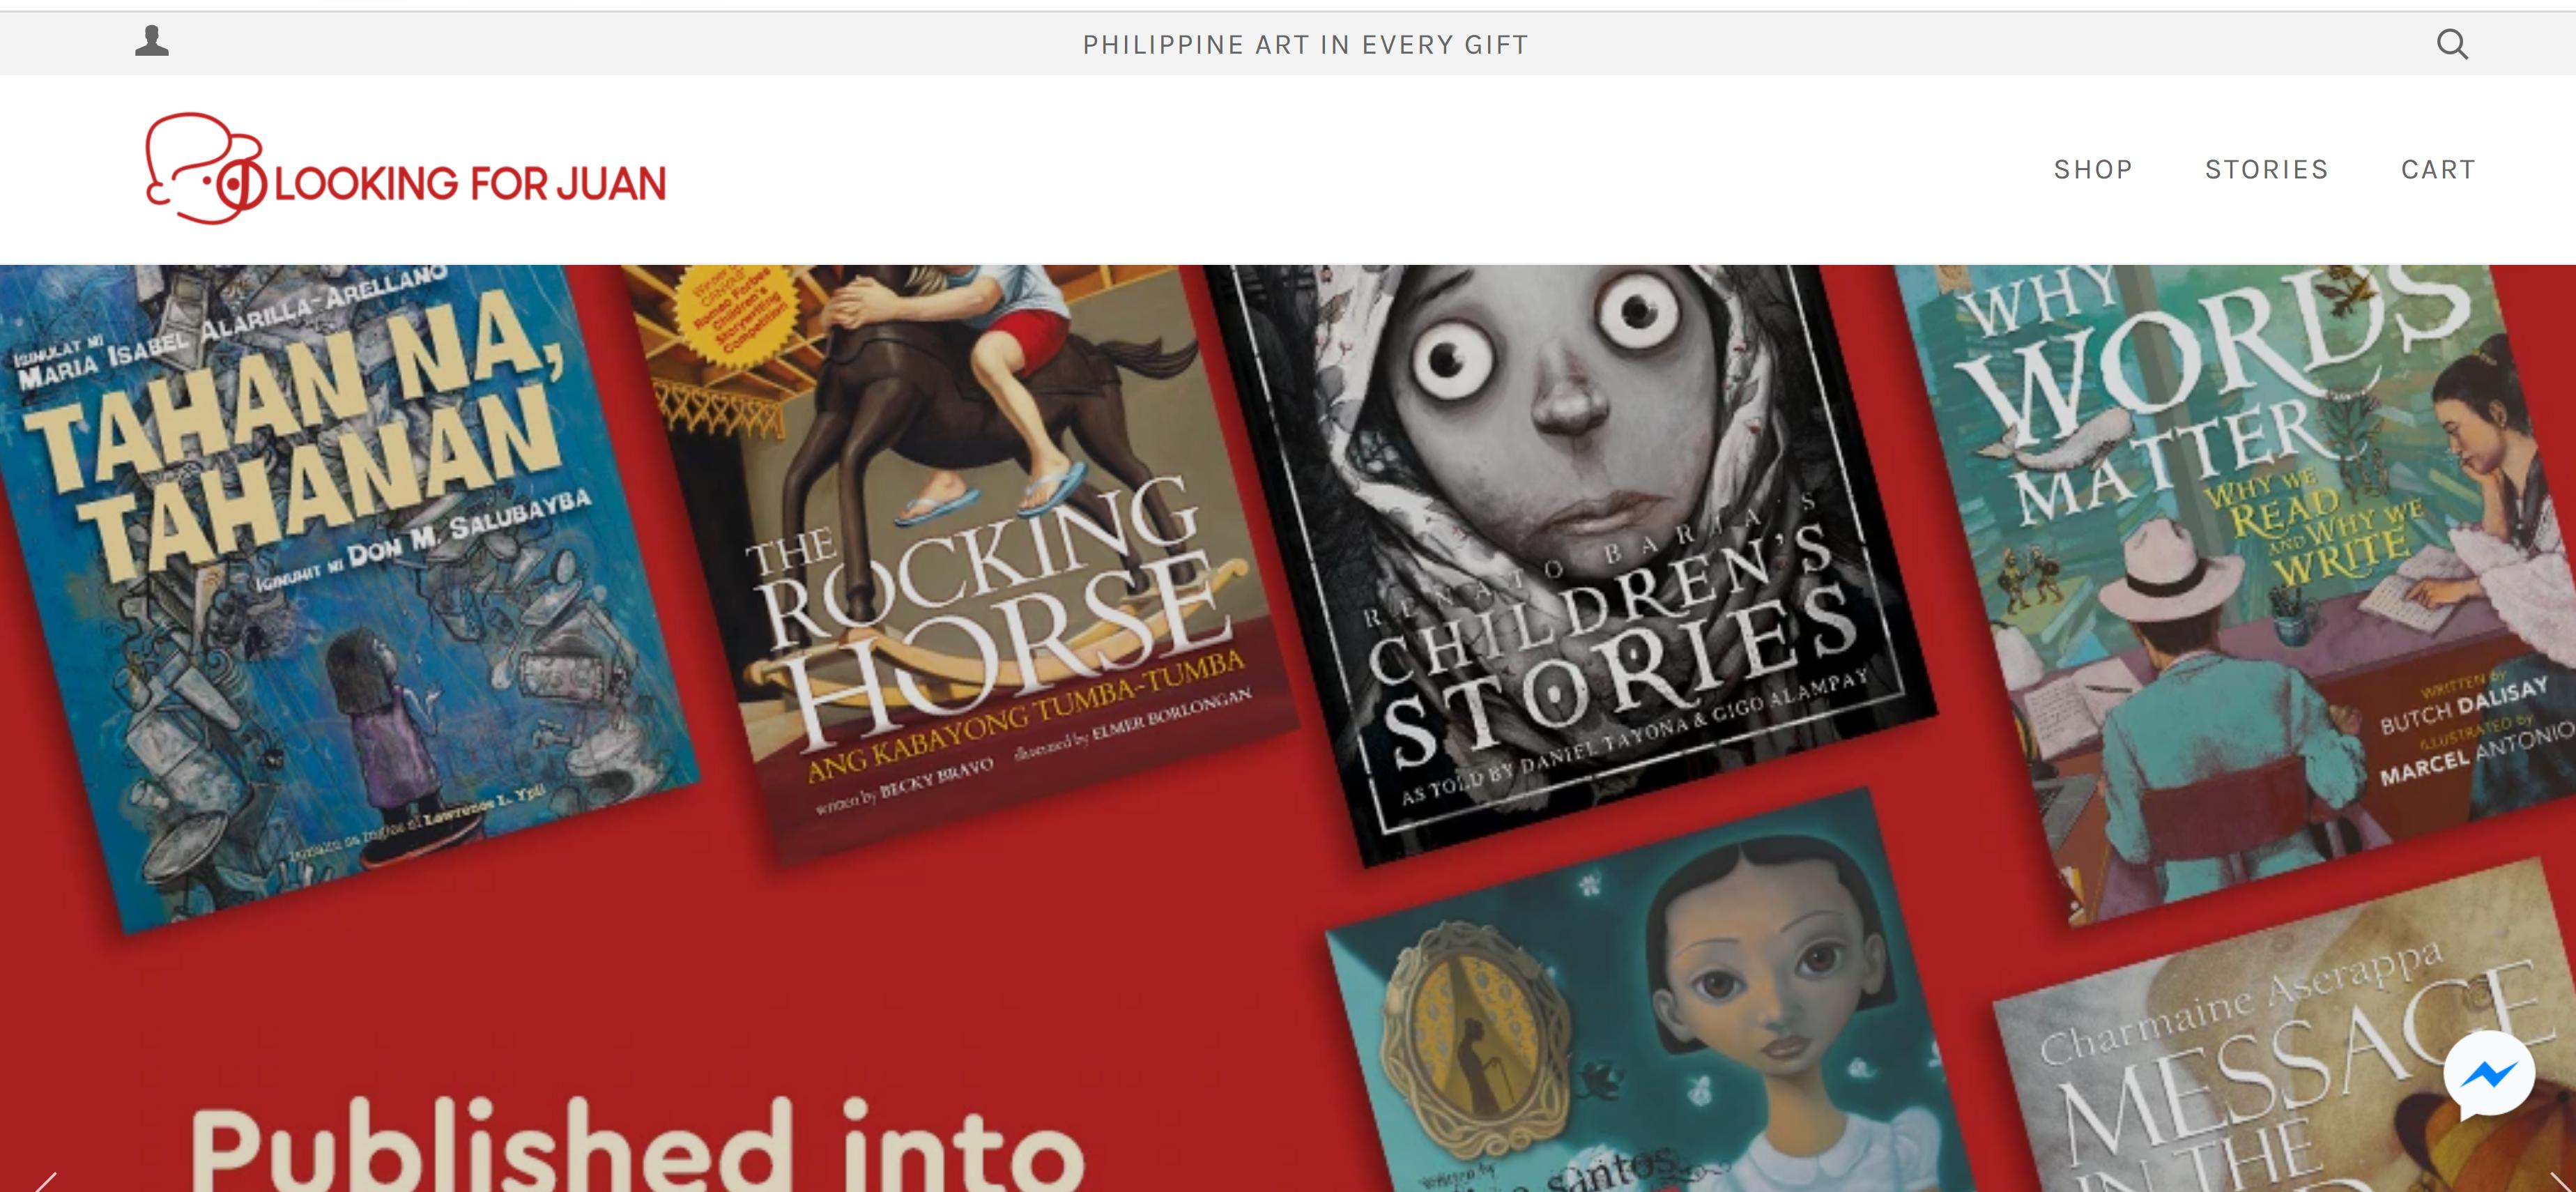 PHILIPPINE ART IN EVERY GIFT
LOOKING FOR JUAN
SHOP
STORIES
CART
ISINULAT NI
MARIA ISABEL ALARILLA-ARELLANO
TAHAN NA,
TAHANAN
IGINUHIT NI DON M. SALUBAYBA
Isinalin sa Ingles ni Lawrence L. Ypil
Romeo Forbes
Children's
Storywriting
Competition
THE
ROCKING
HORSE
ANG KABAYONG TUMBA-TUMBA
written by BECKY BRAVO illustrated by ELMER BORLONGAN
RENATO BARJA'S
CHILDREN'S
STORIES
AS TOLD BY DANIEL TAYONA & GIGO ALAMPAY
WHY
WORDS
MATTER
WHY WE
READ
AND WHY WE
WRITE
WRITTEN BY
BUTCH DALISAY
ILLUSTRATED by
MARCEL ANTONIO
written by
santos
Charmaine Aserappa
MESSAGE
IN THE
Published into